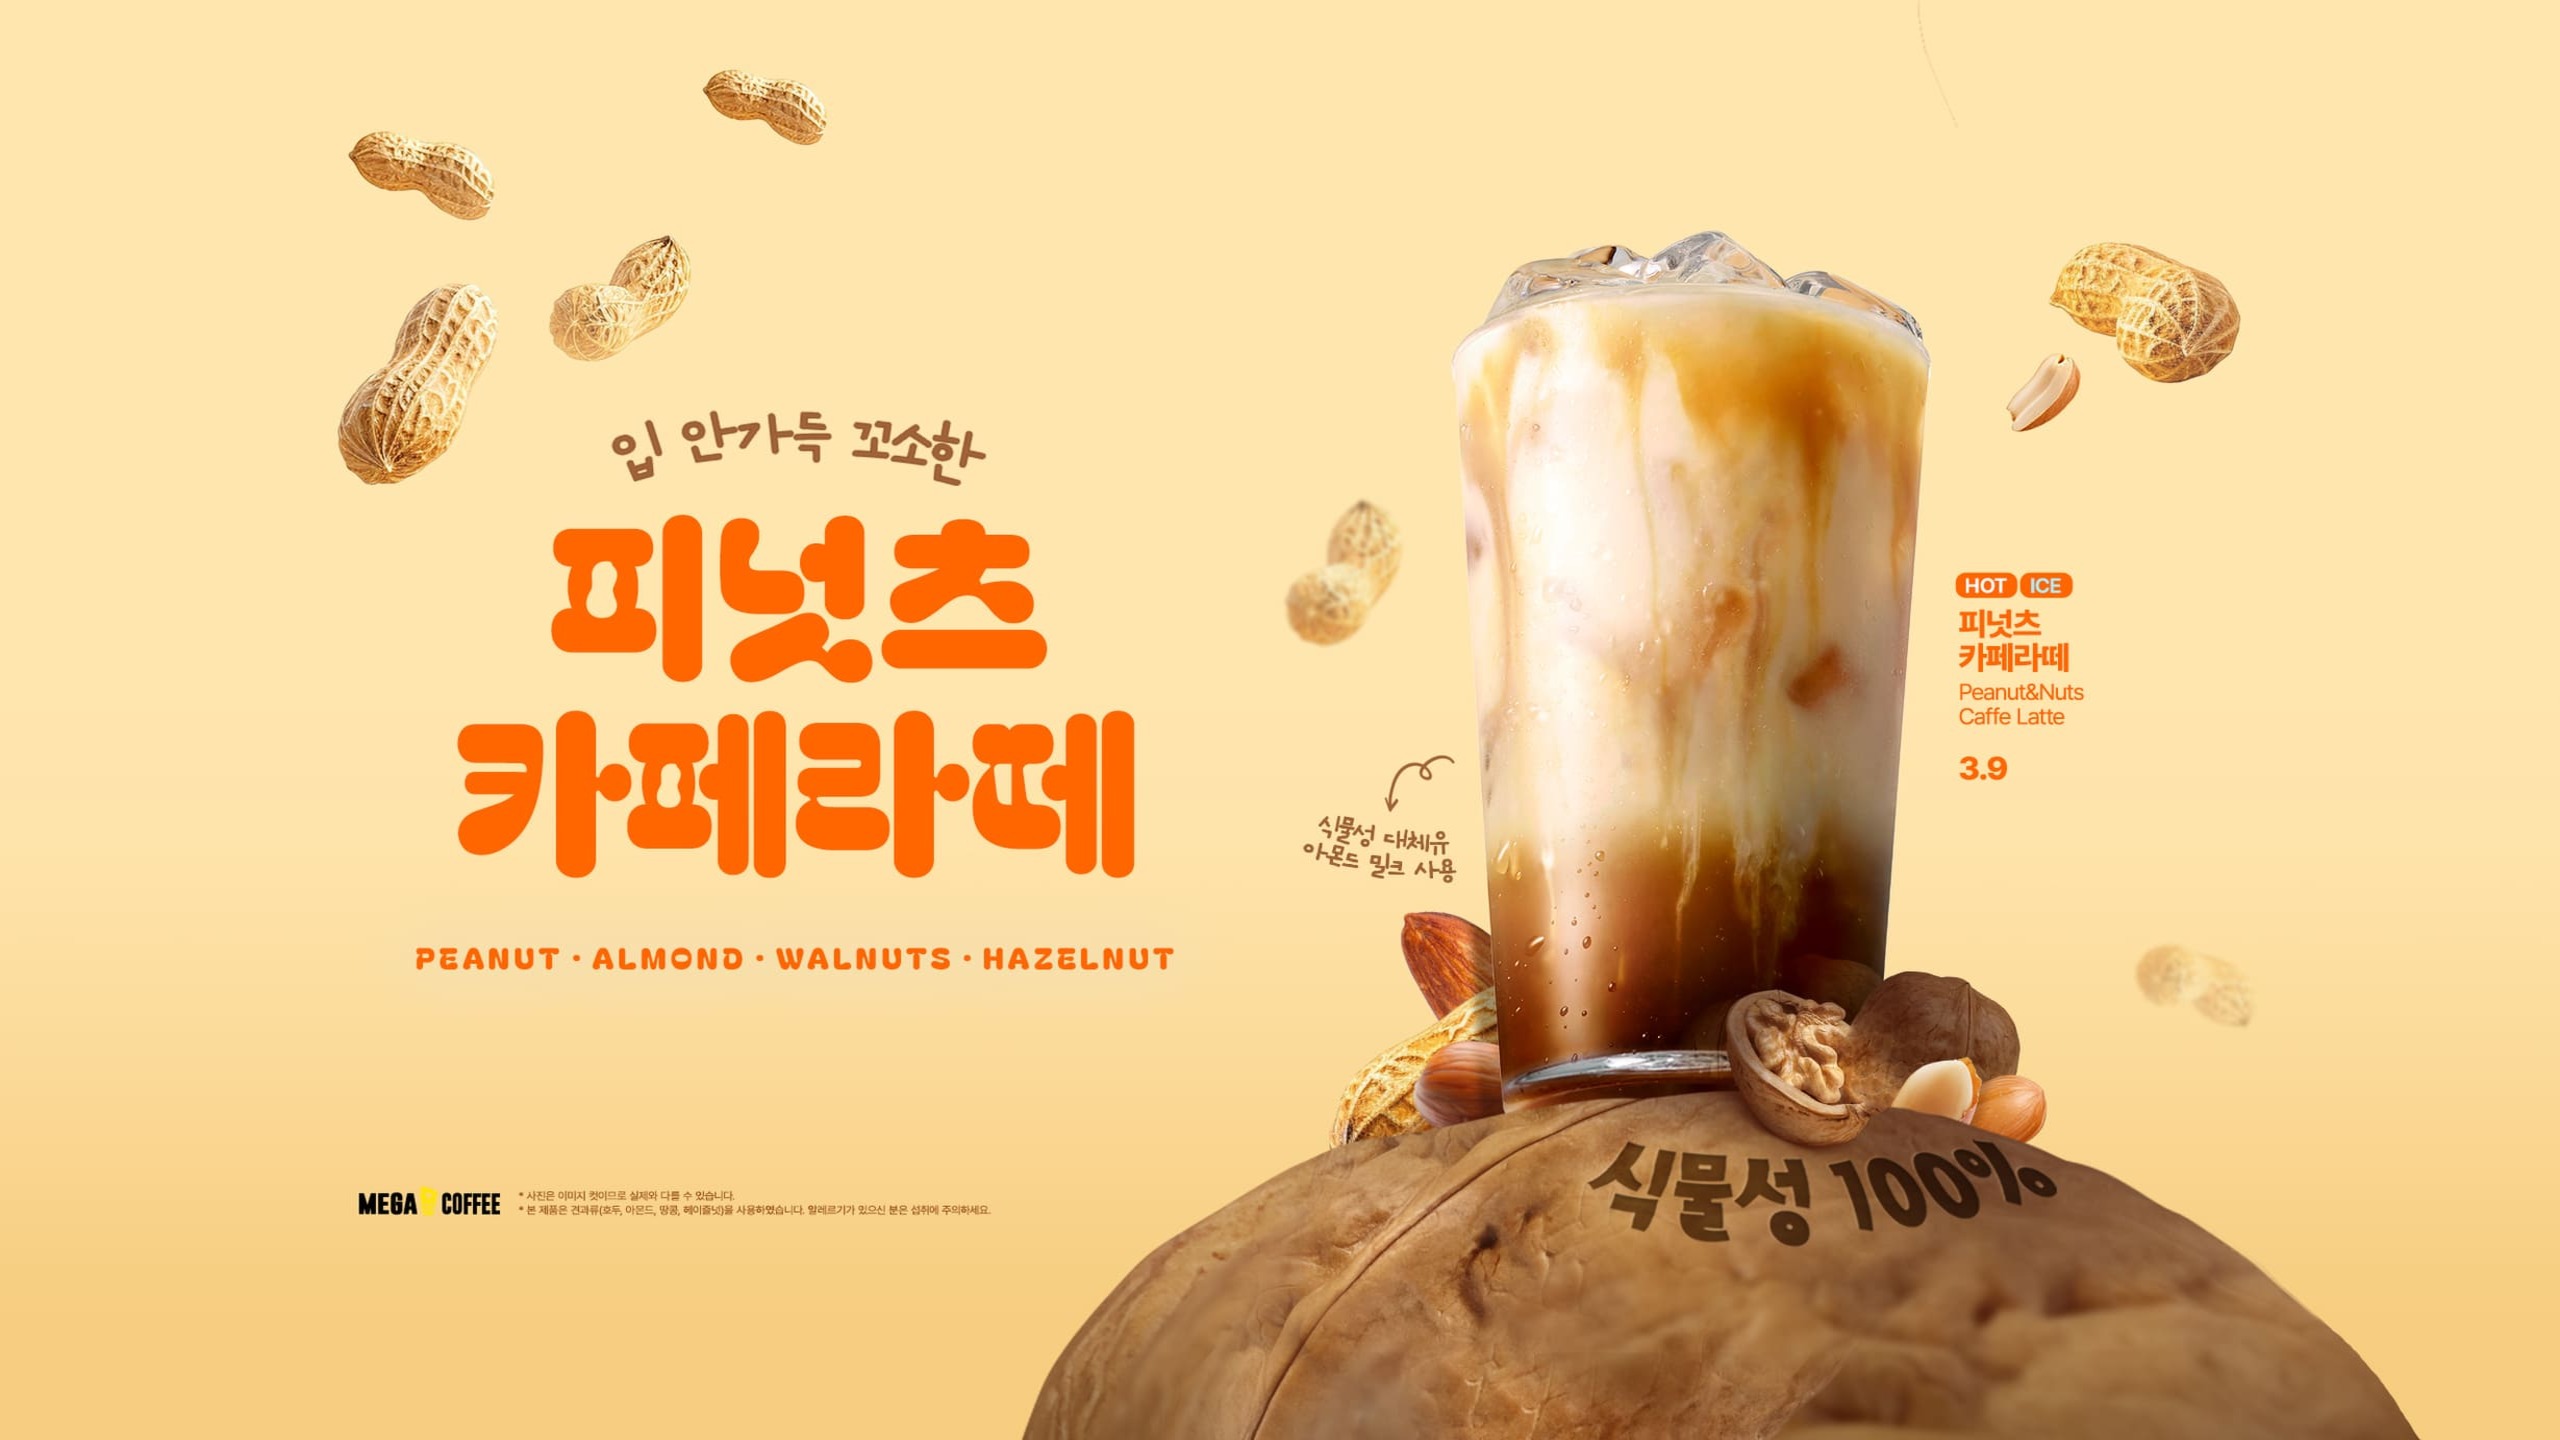 입 안가득 꼬소한
피넛츠
카페라떼
PEANUT · ALMOND · WALNUTS · HAZELNUT
HOT ICE
피넛츠
카페라떼
Peanut&Nuts
Caffe Latte
3.9
식물성 대체유
아몬드 밀크 사용
식물성 100%
MEGA COFFEE
* 사진은 이미지 컷이므로 실제와 다를 수 있습니다.
* 본 제품은 견과류(호두, 아몬드, 땅콩, 헤이즐넛)을 사용하였습니다. 알레르기가 있으신 분은 섭취에 주의하세요.